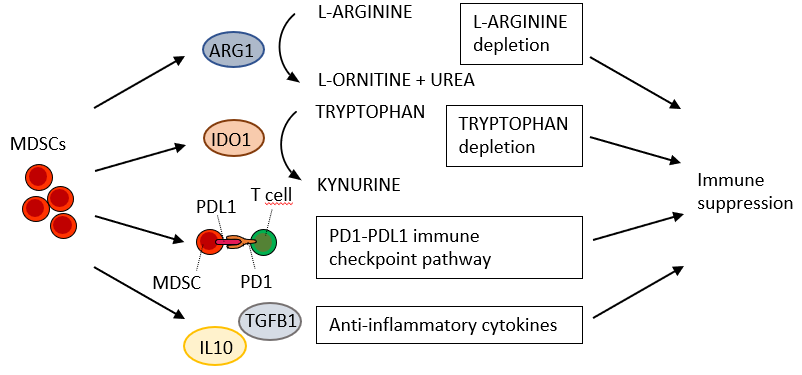 MDSCs
ARG1
L-ARGININE
L-ORNITINE + UREA
L-ARGININE
depletion
IDO1
TRYPTOPHAN
KYNURINE
TRYPTOPHAN
depletion
PDL1
T cell
MDSC
PD1
PD1-PDL1 immune
checkpoint pathway
IL10
TGFB1
Anti-inflammatory cytokines
Immune
suppression